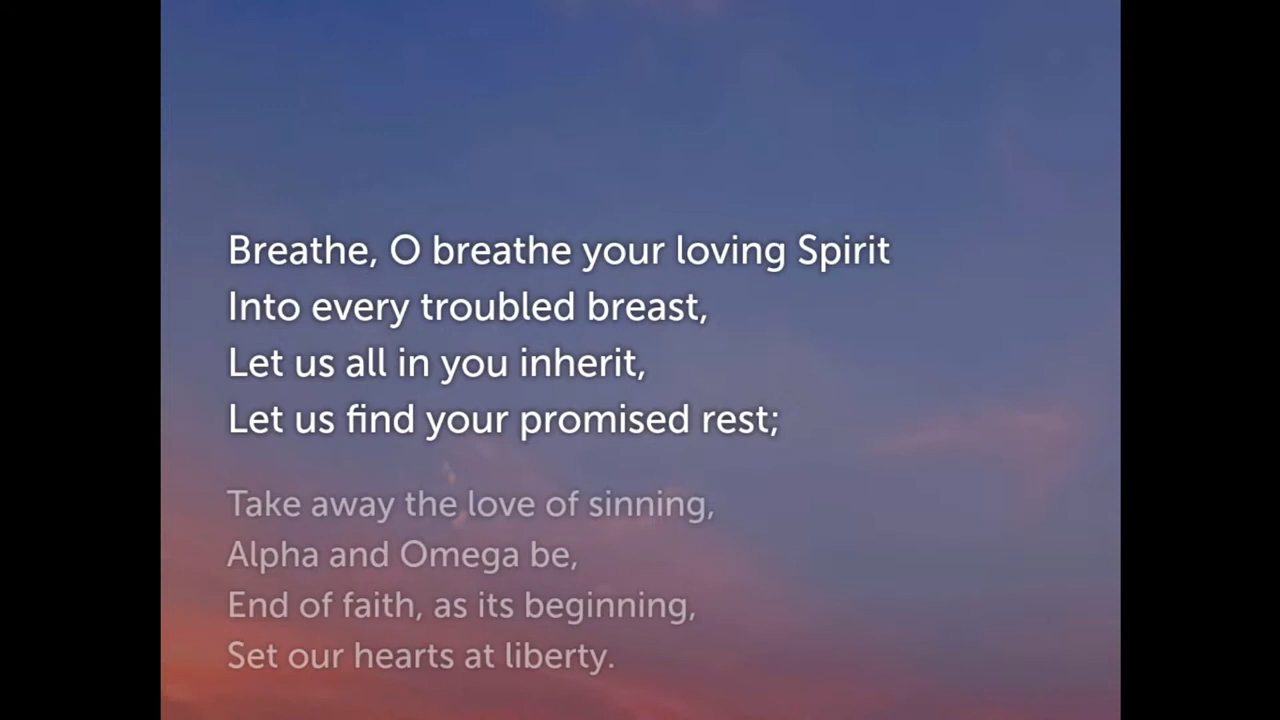 Breathe, O breathe your loving Spirit
Into every troubled breast,
Let us all in you inherit,
Let us find your promised rest;
Take away the love of sinning,
Alpha and Omega be,
End of faith, as its beginning,
Set our hearts at liberty.